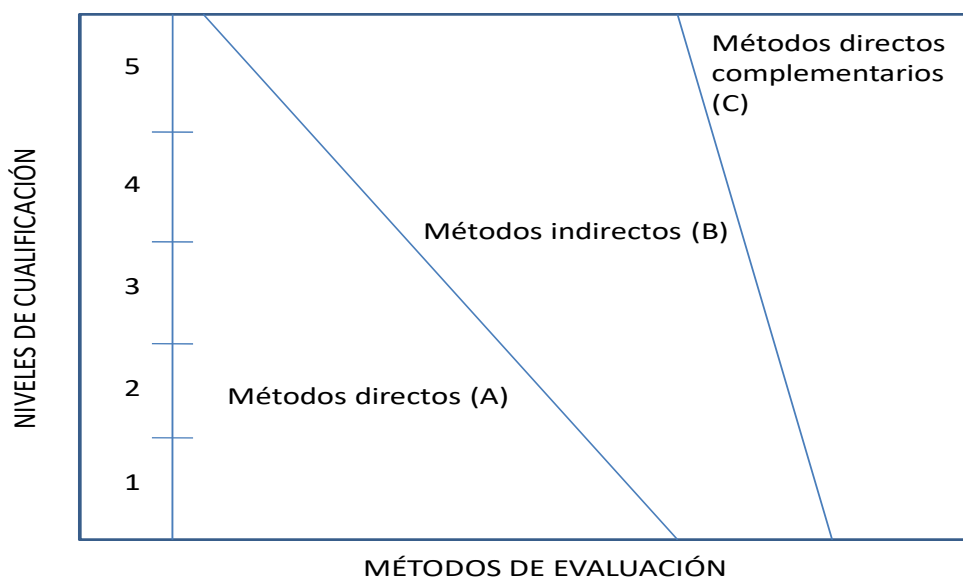 NIVELES DE CUALIFICACIÓN
5
4
3
2
1
Métodos directos
complementarios
(C)
Métodos indirectos (B)
Métodos directos (A)
MÉTODOS DE EVALUACIÓN